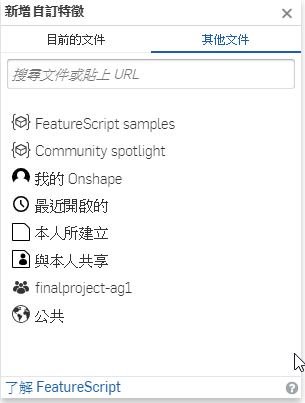 新增自訂特徵
目前的文件
其他文件
搜尋文件或貼上 URL
FeatureScript samples
Community spotlight
我的 Onshape
最近開啟的
本人所建立
與本人共享
finalproject-ag1
公共
了解 FeatureScript